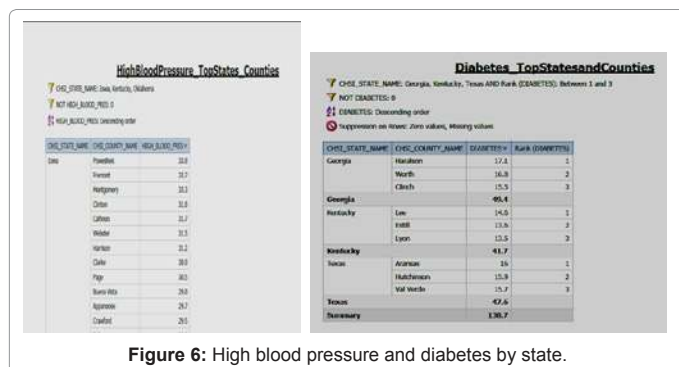 HighBloodPressure_TopStates_Counties
CHSI_STATE_NAME: Iowa, Kentucky, Oklahoma
NOT HIGH_BLOOD_PRES: 0
HIGH_BLOOD_PRES: Descending order
CHSI_STATE_NAME CHSI_COUNTY_NAME HIGH_BLOOD_PRES
Iowa Poweshiek
Fremont
Montgomery
Clinton
Calhoun
Webster
Harrison
Clarke
Page
Buena Vista
Appanoose
Crawford
Diabetes_TopStatesandCounties
CHSI_STATE_NAME: Georgia, Kentucky, Texas AND Rank (DIABETES): Between 1 and 3
NOT DIABETES: 0
DIABETES: Descending order
Suppression on Rows: Zero values, Missing values
CHSI_STATE_NAME CHSI_COUNTY_NAME DIABETES Rank (DIABETES)
Georgia Haralson 17.1 1
Worth 16.8 2
Clinch 15.5 3
Georgia 49.4
Kentucky Lee 14.6 1
Estill 13.6 2
Lyon 13.5 3
Kentucky 41.7
Texas Aransas 16 1
Hutchinson 15.9 2
Val Verde 15.7 3
Texas 47.6
Summary 138.7
Figure 6: High blood pressure and diabetes by state.